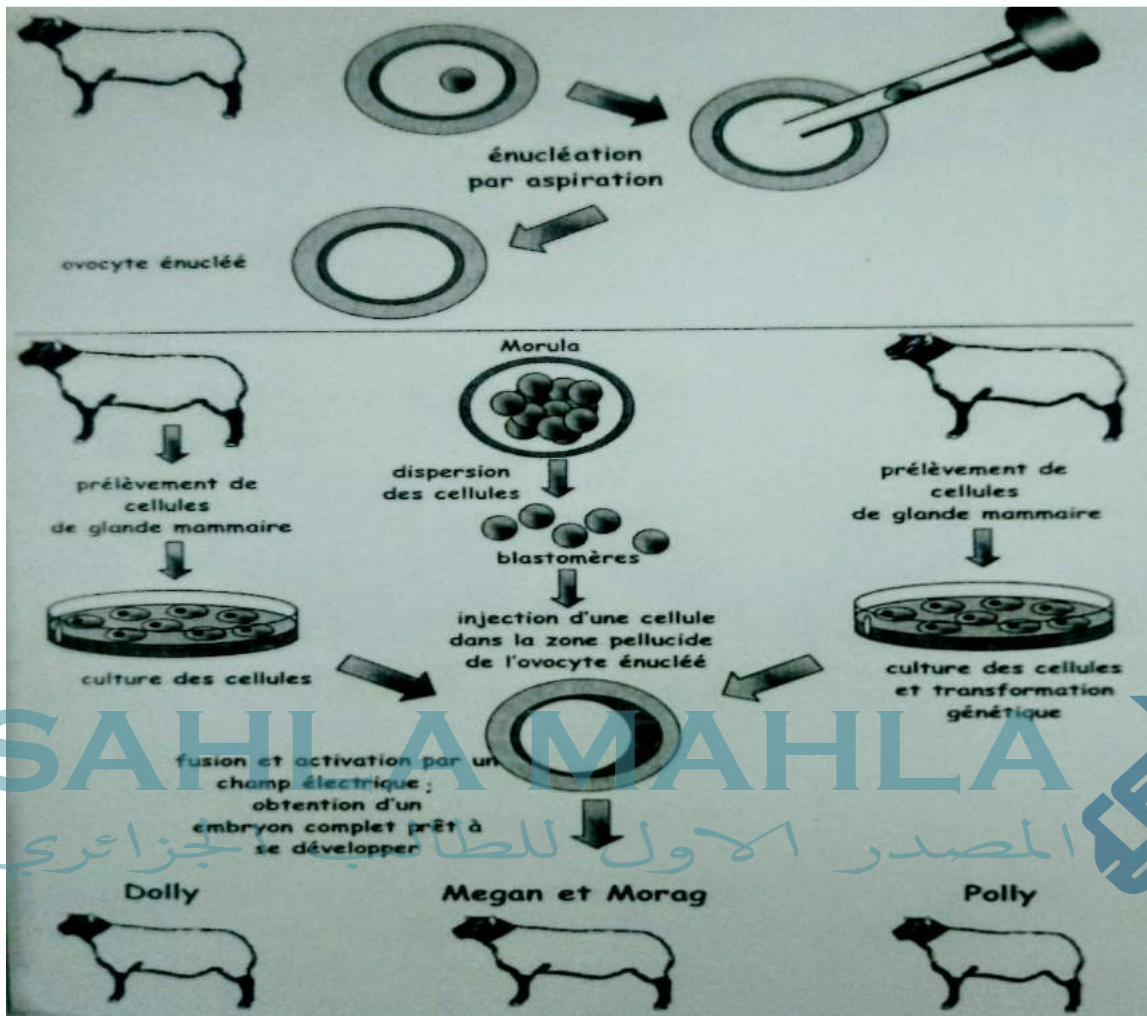 énucléation
par aspiration
ovocyte énucléé
Morula
prélèvement de
cellules
de glande mammaire
dispersion
des cellules
blastomères
prélèvement de
cellules
de glande mammaire
injection d'une cellule
dans la zone pellucide
de l'ovocyte énucléé
culture des cellules
culture des cellules
et transformation
génétique
SAHLA MAHLA
fusion et activation par un
champ électrique ;
obtention d'un
embryon complet prêt à
se développer
المصدر الاول للطالب الجزائري
Dolly
Megan et Morag
Polly